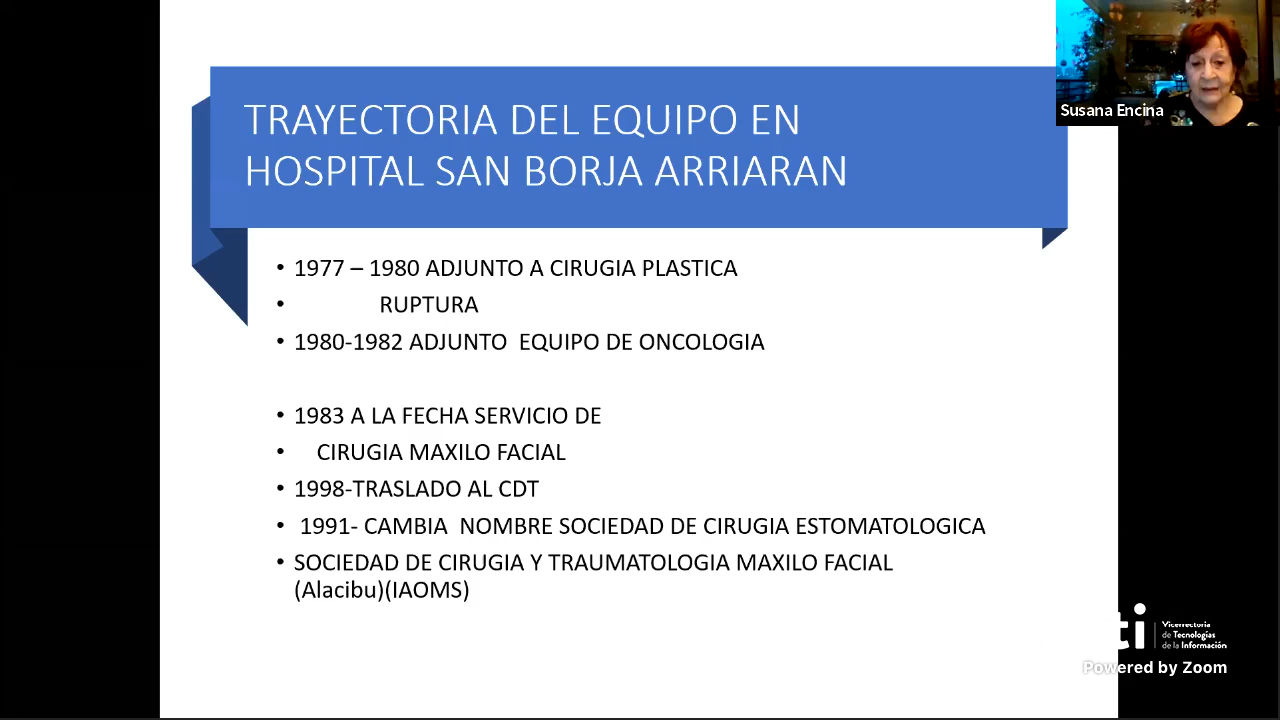 TRAYECTORIA DEL EQUIPO EN
HOSPITAL SAN BORJA ARRIARAN
Susana Encina
• 1977 – 1980 ADJUNTO A CIRUGIA PLASTICA
• RUPTURA
• 1980-1982 ADJUNTO EQUIPO DE ONCOLOGIA
• 1983 A LA FECHA SERVICIO DE
• CIRUGIA MAXILO FACIAL
• 1998-TRASLADO AL CDT
• 1991- CAMBIA NOMBRE SOCIEDAD DE CIRUGIA ESTOMATOLOGICA
• SOCIEDAD DE CIRUGIA Y TRAUMATOLOGIA MAXILO FACIAL
(Alacibu)(IAOMS)
ti
Vicerrectoría
de Tecnologías
de la Información
Powered by Zoom